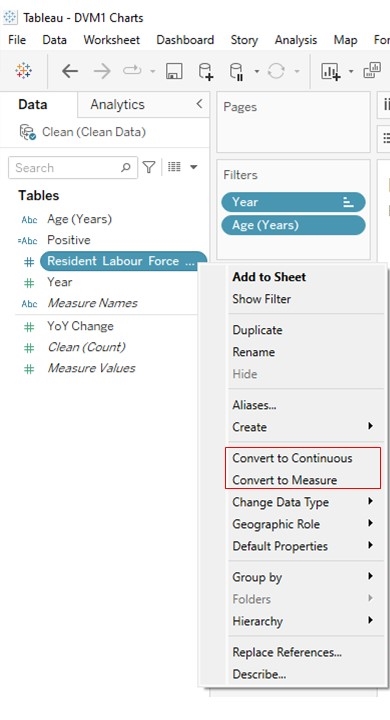 Tableau - DVM1 Charts
File Data Worksheet Dashboard Story Analysis Map For
Data Analytics
Pages
Clean (Clean Data)
Search
Filters
Tables
Year
Abc Age (Years)
Age (Years)
=Abc Positive
# Resident Labour Force ...
# Year
Abc Measure Names
# YoY Change
# Clean (Count)
# Measure Values
Add to Sheet
Show Filter
Duplicate
Rename
Hide
Aliases...
Create
Convert to Continuous
Convert to Measure
Change Data Type
Geographic Role
Default Properties
Group by
Folders
Hierarchy
Replace References...
Describe...